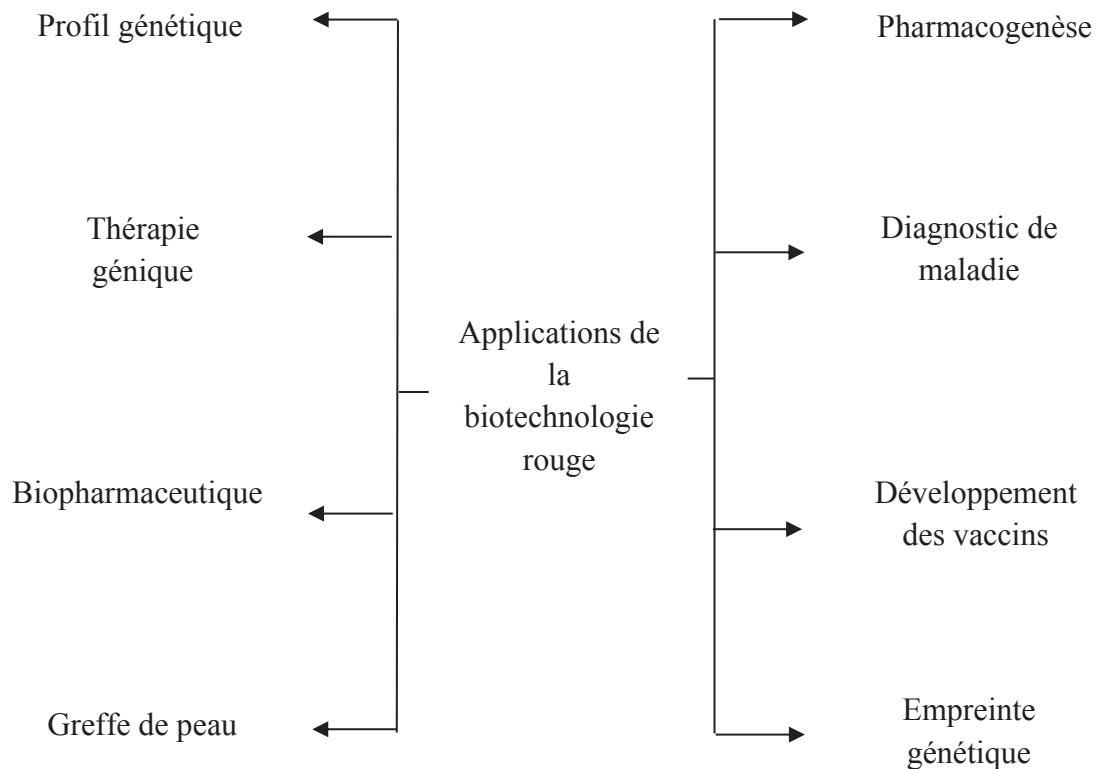 Profil génétique
Pharmacogenèse
Thérapie
génique
Diagnostic de
maladie
Applications de
la
biotechnologie
rouge
Biopharmaceutique
Développement
des vaccins
Greffe de peau
Empreinte
génétique